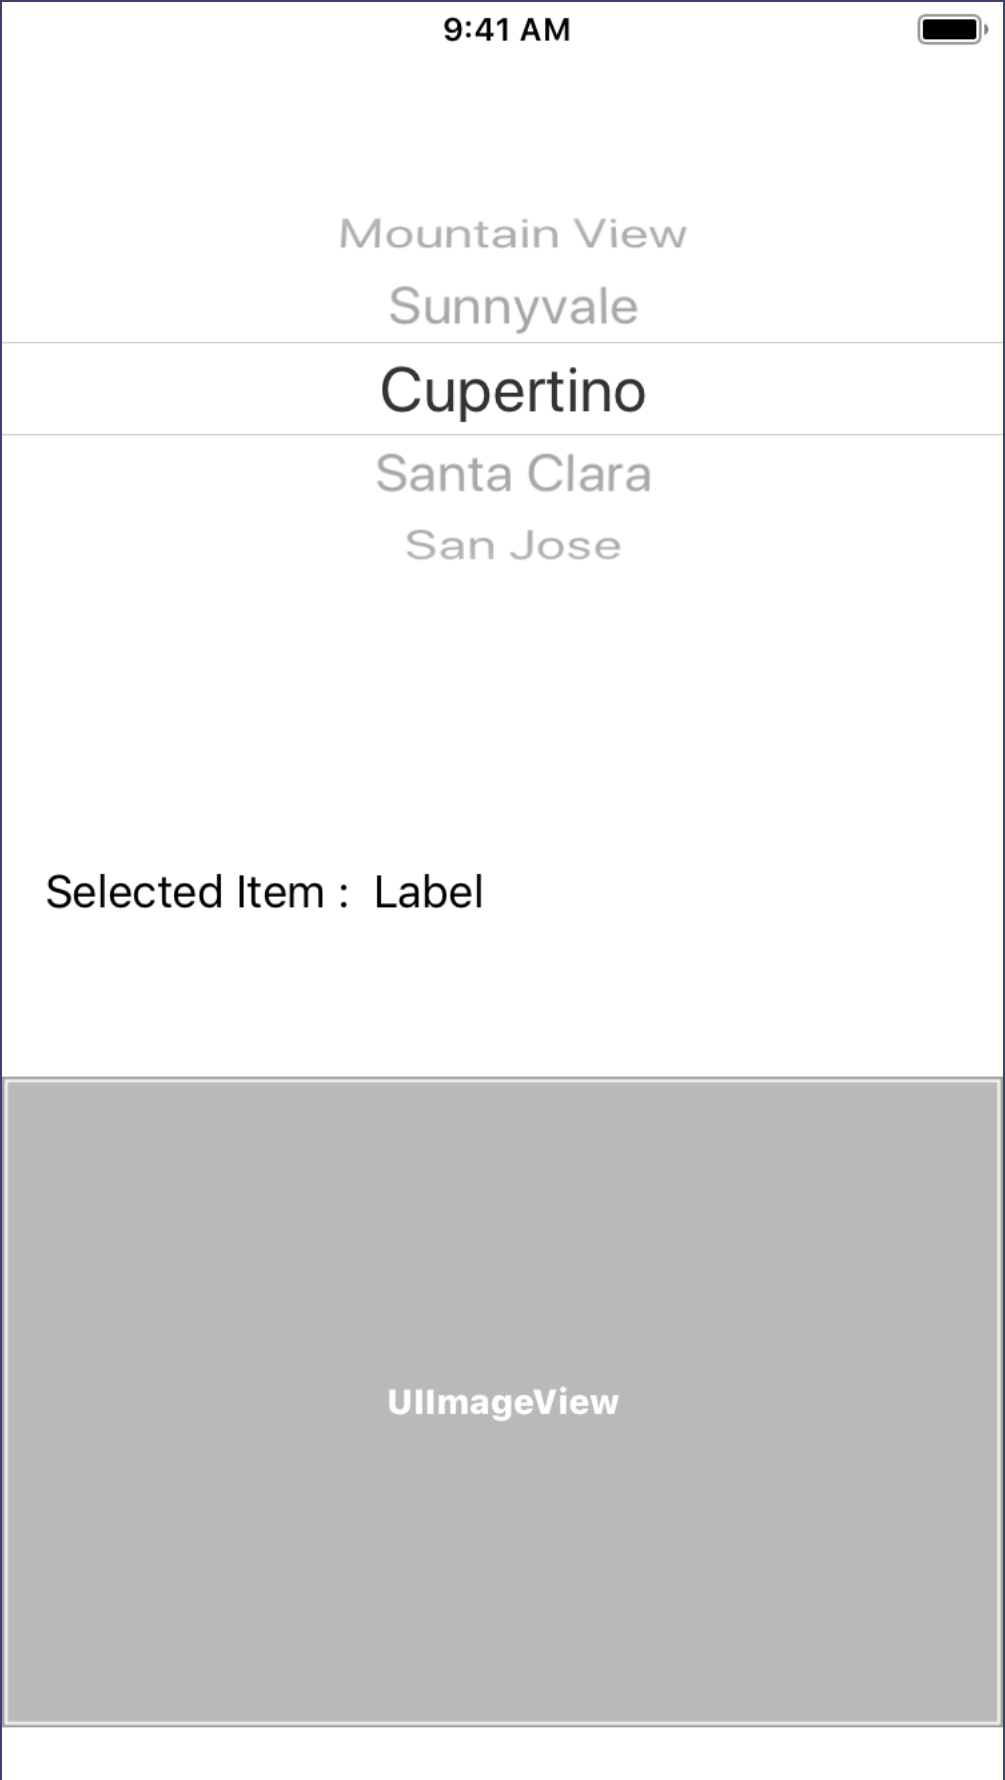 9:41 AM
Mountain View
Sunnyvale
Cupertino
Santa Clara
San Jose
Selected Item :  Label
UIImageView